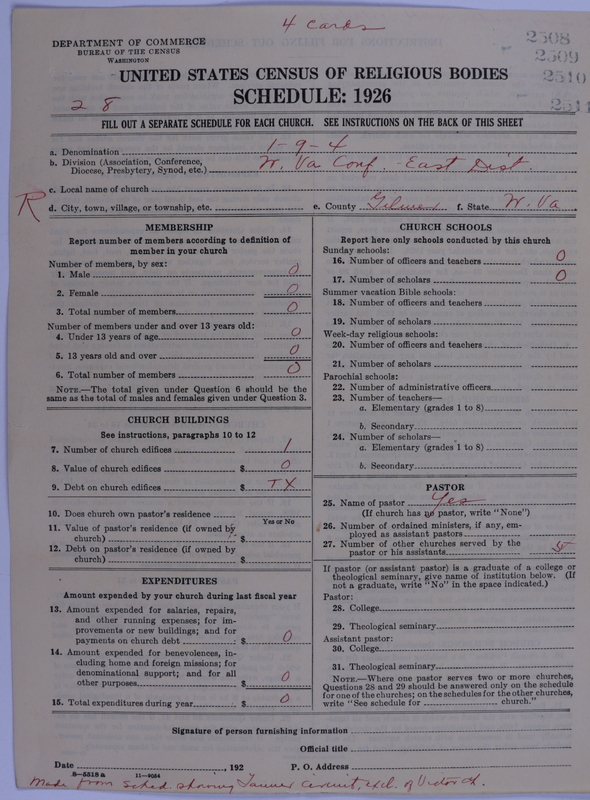 4 Cards
DEPARTMENT OF COMMERCE
BUREAU OF THE CENSUS
WASHINGTON
2508
2509
2510
2511
UNITED STATES CENSUS OF RELIGIOUS BODIES
SCHEDULE: 1926
28
FILL OUT A SEPARATE SCHEDULE FOR EACH CHURCH. SEE INSTRUCTIONS ON THE BACK OF THIS SHEET
a. Denomination 1-9-4
b. Division (Association, Conference, Diocese, Presbytery, Synod, etc.) W. Va Conf. - East Dist.
c. Local name of church
R d. City, town, village, or township, etc. e. County Gilmer f. State W. Va
MEMBERSHIP
Report number of members according to definition of
member in your church
Number of members, by sex:
1. Male 0
2. Female 0
3. Total number of members 0
Number of members under and over 13 years old:
4. Under 13 years of age 0
5. 13 years old and over 0
6. Total number of members 0
NOTE.—The total given under Question 6 should be the
same as the total of males and females given under Question 3.
CHURCH BUILDINGS
See instructions, paragraphs 10 to 12
7. Number of church edifices 1
8. Value of church edifices $ 0
9. Debt on church edifices $ TX
10. Does church own pastor's residence
Yes or No
11. Value of pastor's residence (if owned by
church) $
12. Debt on pastor's residence (if owned by
church) $
EXPENDITURES
Amount expended by your church during last fiscal year
13. Amount expended for salaries, repairs,
and other running expenses; for im-
provements or new buildings; and for
payments on church debt $ 0
14. Amount expended for benevolences, in-
cluding home and foreign missions; for
denominational support; and for all
other purposes $ 0
15. Total expenditures during year $ 0
CHURCH SCHOOLS
Report here only schools conducted by this church
Sunday schools:
16. Number of officers and teachers 0
17. Number of scholars 0
Summer vacation Bible schools:
18. Number of officers and teachers
19. Number of scholars
Week-day religious schools:
20. Number of officers and teachers
21. Number of scholars
Parochial schools:
22. Number of administrative officers
23. Number of teachers—
a. Elementary (grades 1 to 8)
b. Secondary
24. Number of scholars—
a. Elementary (grades 1 to 8)
b. Secondary
PASTOR
25. Name of pastor Yes
(If church has no pastor, write "None")
26. Number of ordained ministers, if any, em-
ployed as assistant pastors
27. Number of other churches served by the
pastor or his assistants 5
If pastor (or assistant pastor) is a graduate of a college or
theological seminary, give name of institution below. (If
not a graduate, write "No" in the space indicated.)
Pastor:
28. College
29. Theological seminary
Assistant pastor:
30. College
31. Theological seminary
NOTE.—Where one pastor serves two or more churches,
Questions 28 and 29 should be answered only on the schedule
for one of the churches; on the schedules for the other churches,
write "See schedule for church."
Signature of person furnishing information
Official title
Date , 192 P. O. Address
8—5518 a 11—9064
Made from sched. showing Tanner Circuit, excl. of Victor Ch.